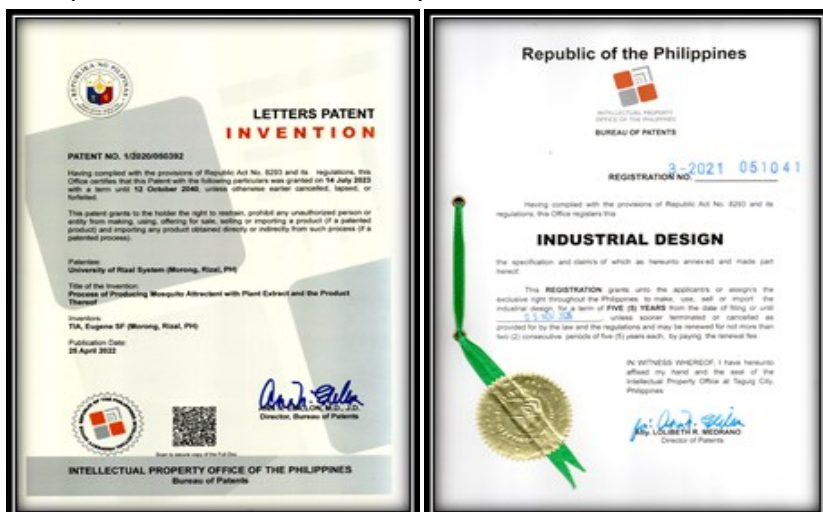 LETTERS PATENT
INVENTION
PATENT NO. 1/2020/050392
Having complied with the provisions of Republic Act No. 8293 and its regulations, this
Office certifies that this Patent with the following particulars was granted on 14 July 2023
with a term until 12 October 2040, unless otherwise earlier cancelled, lapsed, or
forfeited.
This patent grants to the holder the right to restrain, prohibit any unauthorized person or
entity from making, using, offering for sale, selling or importing a product (if a patented
product) and importing any product obtained directly or indirectly from such process (if a
patented process).
Patentee:
University of Rizal System (Morong, Rizal, PH)
Title of the Invention:
Process of Producing Mosquito Attractent with Plant Extract and the Product
Thereof
Inventors:
TIA, Eugene SF (Morong, Rizal, PH)
Publication Date:
25 April 2022
Director, Bureau of Patents
Scan to secure copy of the Full Doc
INTELLECTUAL PROPERTY OFFICE OF THE PHILIPPINES
Bureau of Patents
Republic of the Philippines
INTELLECTUAL PROPERTY
OFFICE OF THE PHILIPPINES
BUREAU OF PATENTS
REGISTRATION NO. 3-2021 051041
Having complied with the provisions of Republic Act No. 8293 and its
regulations, this Office registers this
INDUSTRIAL DESIGN
the specification and claim/s of which as hereunto annexed and made part
hereof.
This REGISTRATION grants unto the applicant/s or assign/s the
exclusive right throughout the Philippines to make, use, sell or import the
industrial design, for a term of FIVE (5) YEARS from the date of filing or until
unless sooner terminated or cancelled as
provided for by the law and the regulations and may be renewed for not more than
two (2) consecutive periods of five (5) years each, by paying the renewal fee.
IN WITNESS WHEREOF, I have hereunto
affixed my hand and the seal of the
Intellectual Property Office at Taguig City,
Philippines
Atty. LOLIBETH R. MEDRANO
Director of Patents